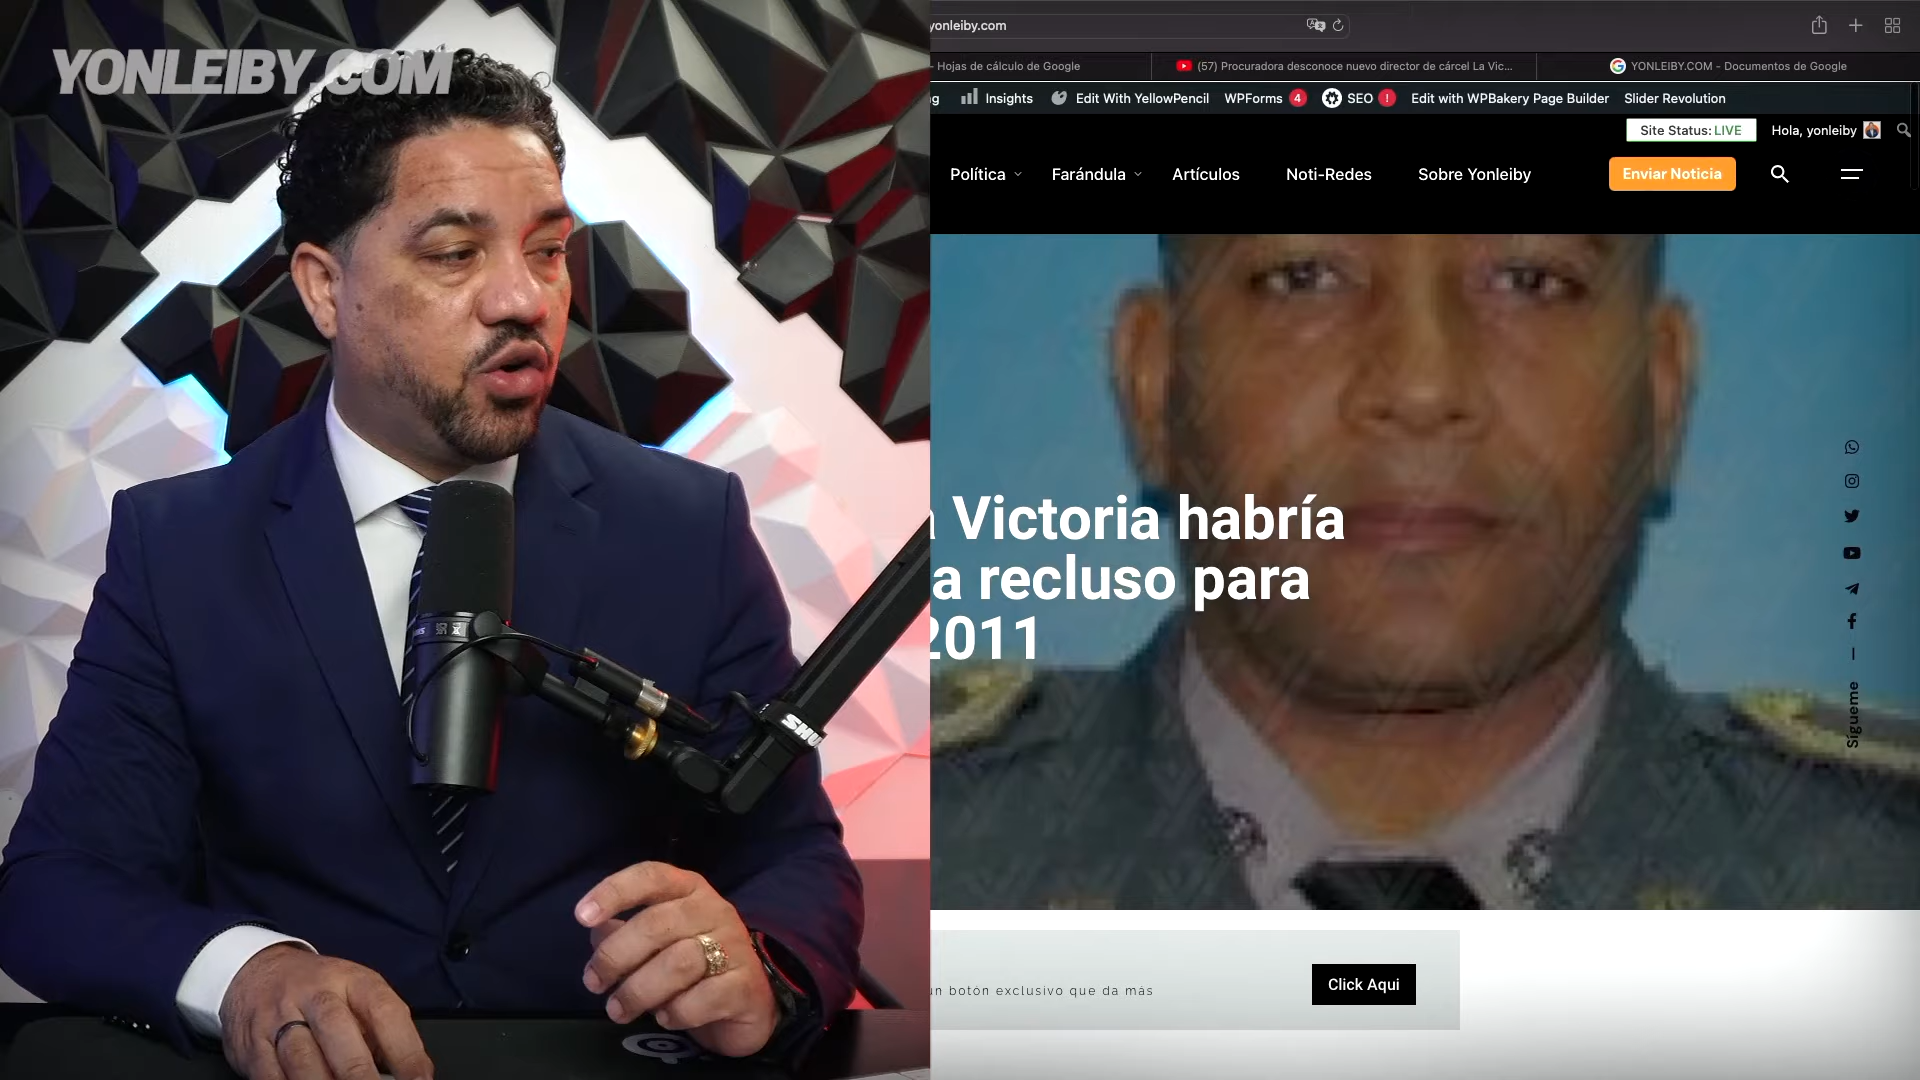 YONLEIBY.COM
yonleiby.com
- Hojas de cálculo de Google
(57) Procuradora desconoce nuevo director de cárcel La Vic...
YONLEIBY.COM - Documentos de Google
Insights
Edit With YellowPencil
WPForms 4
SEO !
Edit with WPBakery Page Builder
Slider Revolution
Site Status: LIVE
Hola, yonleiby
Política
Farándula
Artículos
Noti-Redes
Sobre Yonleiby
Enviar Noticia
a Victoria habría
a recluso para
2011
Sígueme
un botón exclusivo que da más
Click Aqui
SHU